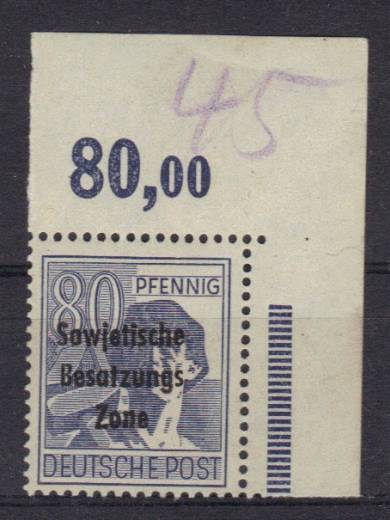 45
80,00
80 PFENNIG
Sowjetische
Besatzungs
Zone
DEUTSCHE POST